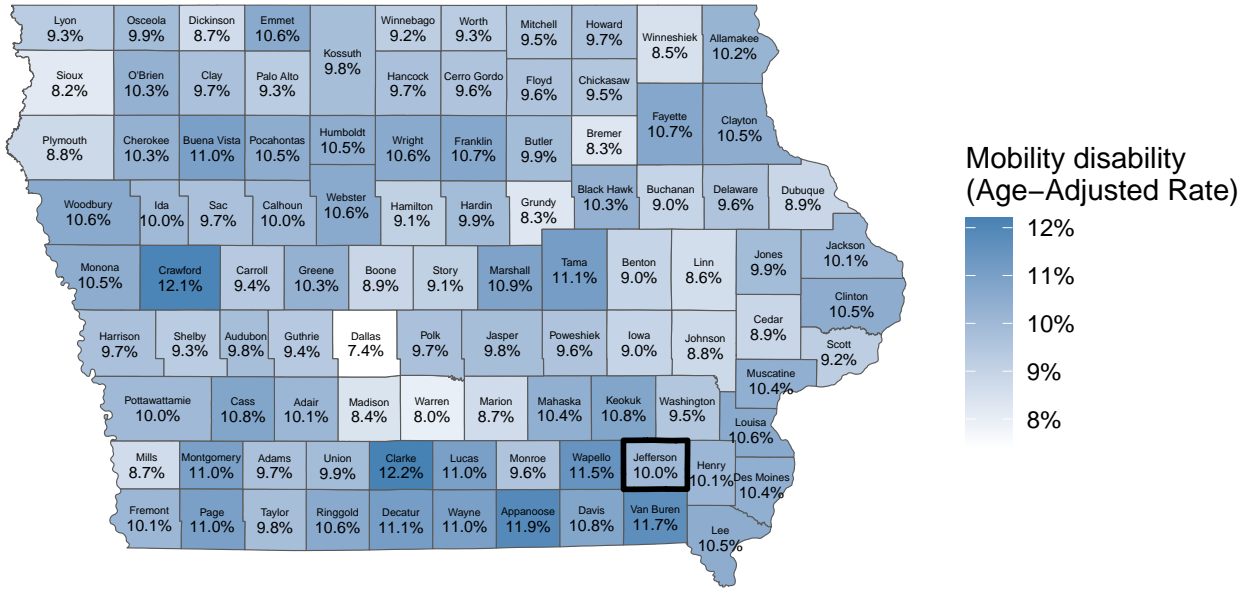 Lyon
9.3%
Osceola
9.9%
Dickinson
8.7%
Emmet
10.6%
Kossuth
9.8%
Winnebago
9.2%
Worth
9.3%
Mitchell
9.5%
Howard
9.7%
Winneshiek
8.5%
Allamakee
10.2%
Sioux
8.2%
O'Brien
10.3%
Clay
9.7%
Palo Alto
9.3%
Hancock
9.7%
Cerro Gordo
9.6%
Floyd
9.6%
Chickasaw
9.5%
Fayette
10.7%
Clayton
10.5%
Plymouth
8.8%
Cherokee
10.3%
Buena Vista
11.0%
Pocahontas
10.5%
Humboldt
10.5%
Wright
10.6%
Franklin
10.7%
Butler
9.9%
Bremer
8.3%
Woodbury
10.6%
Ida
10.0%
Sac
9.7%
Calhoun
10.0%
Webster
10.6%
Hamilton
9.1%
Hardin
9.9%
Grundy
8.3%
Black Hawk
10.3%
Buchanan
9.0%
Delaware
9.6%
Dubuque
8.9%
Monona
10.5%
Crawford
12.1%
Carroll
9.4%
Greene
10.3%
Boone
8.9%
Story
9.1%
Marshall
10.9%
Tama
11.1%
Benton
9.0%
Linn
8.6%
Jones
9.9%
Jackson
10.1%
Clinton
10.5%
Harrison
9.7%
Shelby
9.3%
Audubon
9.8%
Guthrie
9.4%
Dallas
7.4%
Polk
9.7%
Jasper
9.8%
Poweshiek
9.6%
Iowa
9.0%
Johnson
8.8%
Cedar
8.9%
Scott
9.2%
Muscatine
10.4%
Pottawattamie
10.0%
Cass
10.8%
Adair
10.1%
Madison
8.4%
Warren
8.0%
Marion
8.7%
Mahaska
10.4%
Keokuk
10.8%
Washington
9.5%
Louisa
10.6%
Mills
8.7%
Montgomery
11.0%
Adams
9.7%
Union
9.9%
Clarke
12.2%
Lucas
11.0%
Monroe
9.6%
Wapello
11.5%
Jefferson
10.0%
Henry
10.1%
Des Moines
10.4%
Fremont
10.1%
Page
11.0%
Taylor
9.8%
Ringgold
10.6%
Decatur
11.1%
Wayne
11.0%
Appanoose
11.9%
Davis
10.8%
Van Buren
11.7%
Lee
10.5%
Mobility disability
(Age−Adjusted Rate)
12%
11%
10%
9%
8%